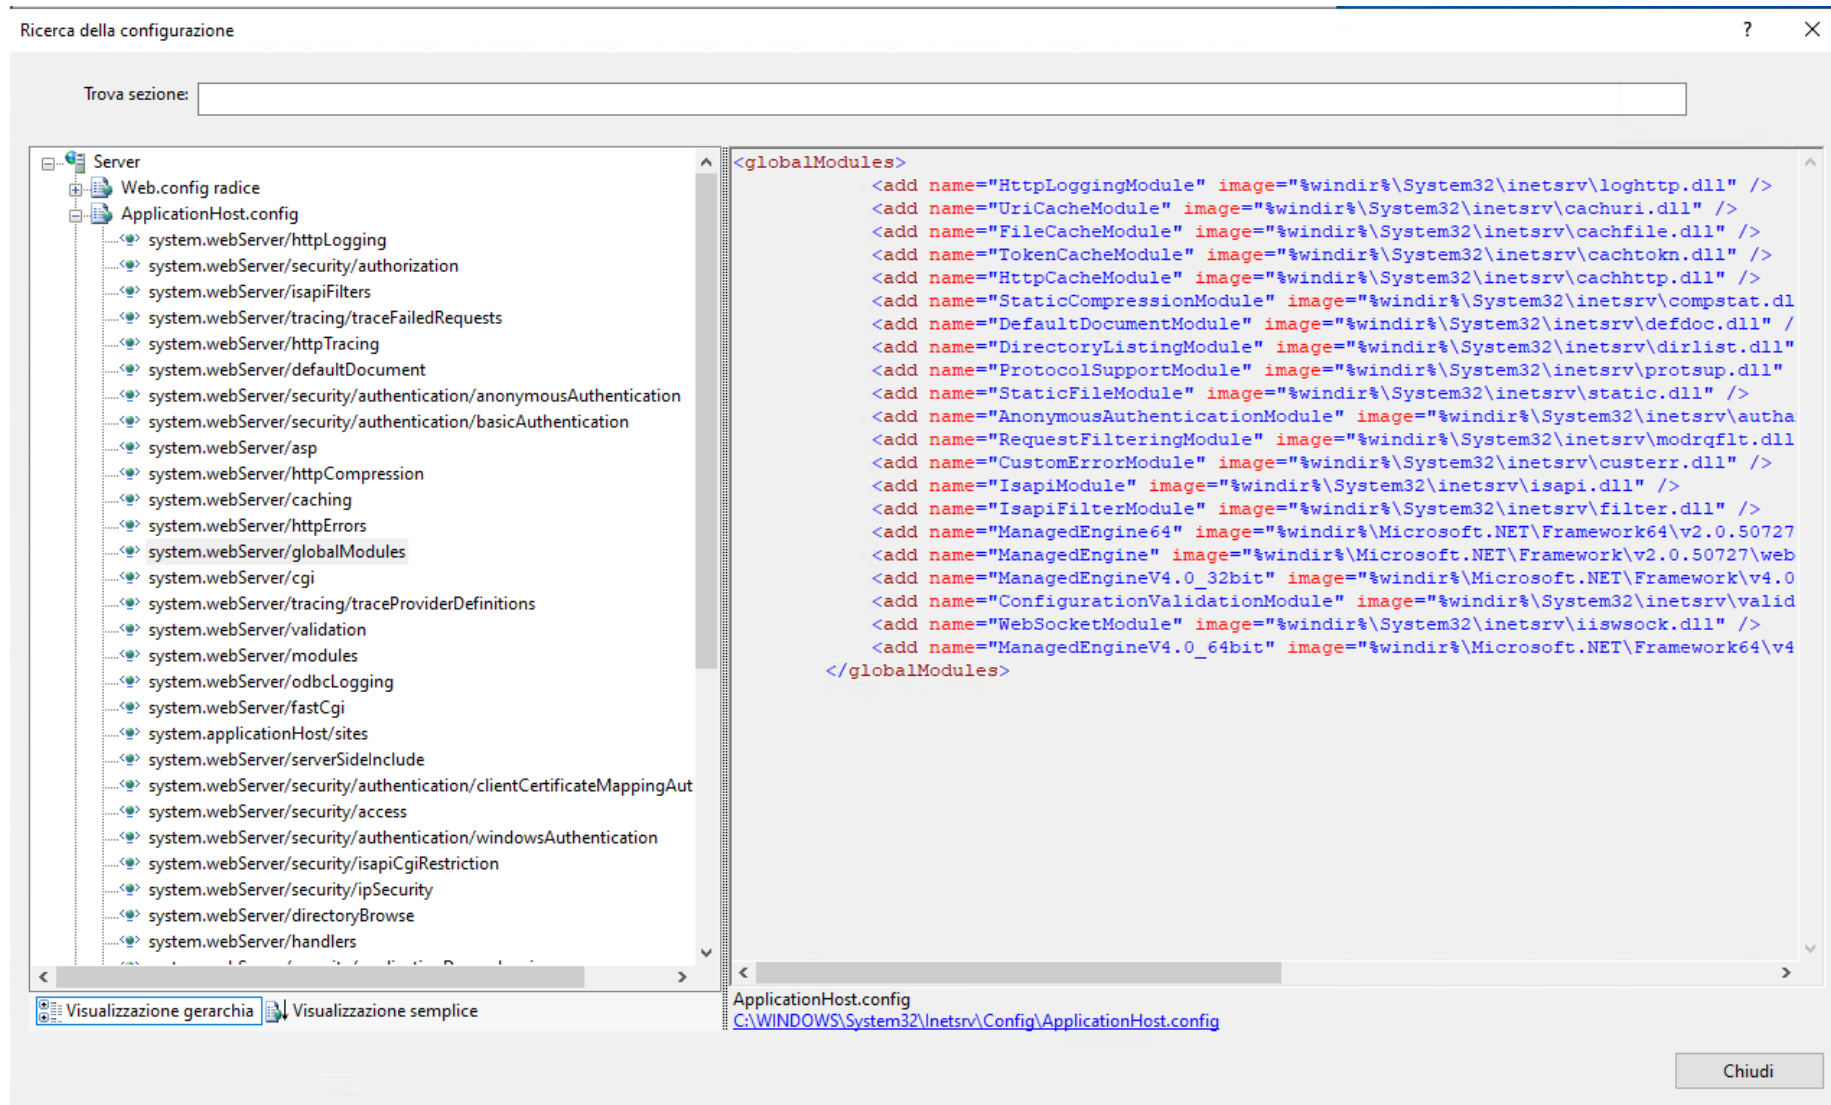 Ricerca della configurazione
?
Trova sezione:
Server
Web.config radice
ApplicationHost.config
system.webServer/httpLogging
system.webServer/security/authorization
system.webServer/isapiFilters
system.webServer/tracing/traceFailedRequests
system.webServer/httpTracing
system.webServer/defaultDocument
system.webServer/security/authentication/anonymousAuthentication
system.webServer/security/authentication/basicAuthentication
system.webServer/asp
system.webServer/httpCompression
system.webServer/caching
system.webServer/httpErrors
system.webServer/globalModules
system.webServer/cgi
system.webServer/tracing/traceProviderDefinitions
system.webServer/validation
system.webServer/modules
system.webServer/odbcLogging
system.webServer/fastCgi
system.applicationHost/sites
system.webServer/serverSideInclude
system.webServer/security/authentication/clientCertificateMappingAut
system.webServer/security/access
system.webServer/security/authentication/windowsAuthentication
system.webServer/security/isapiCgiRestriction
system.webServer/security/ipSecurity
system.webServer/directoryBrowse
system.webServer/handlers
Visualizzazione gerarchia Visualizzazione semplice
<globalModules>
<add name="HttpLoggingModule" image="%windir%\System32\inetsrv\loghttp.dll" />
<add name="UriCacheModule" image="%windir%\System32\inetsrv\cachuri.dll" />
<add name="FileCacheModule" image="%windir%\System32\inetsrv\cachfile.dll" />
<add name="TokenCacheModule" image="%windir%\System32\inetsrv\cachtokn.dll" />
<add name="HttpCacheModule" image="%windir%\System32\inetsrv\cachhttp.dll" />
<add name="StaticCompressionModule" image="%windir%\System32\inetsrv\compstat.dl
<add name="DefaultDocumentModule" image="%windir%\System32\inetsrv\defdoc.dll" /
<add name="DirectoryListingModule" image="%windir%\System32\inetsrv\dirlist.dll"
<add name="ProtocolSupportModule" image="%windir%\System32\inetsrv\protsup.dll"
<add name="StaticFileModule" image="%windir%\System32\inetsrv\static.dll" />
<add name="AnonymousAuthenticationModule" image="%windir%\System32\inetsrv\autha
<add name="RequestFilteringModule" image="%windir%\System32\inetsrv\modrqflt.dll
<add name="CustomErrorModule" image="%windir%\System32\inetsrv\custerr.dll" />
<add name="IsapiModule" image="%windir%\System32\inetsrv\isapi.dll" />
<add name="IsapiFilterModule" image="%windir%\System32\inetsrv\filter.dll" />
<add name="ManagedEngine64" image="%windir%\Microsoft.NET\Framework64\v2.0.50727
<add name="ManagedEngine" image="%windir%\Microsoft.NET\Framework\v2.0.50727\web
<add name="ManagedEngineV4.0_32bit" image="%windir%\Microsoft.NET\Framework\v4.0
<add name="ConfigurationValidationModule" image="%windir%\System32\inetsrv\valid
<add name="WebSocketModule" image="%windir%\System32\inetsrv\iiswsock.dll" />
<add name="ManagedEngineV4.0_64bit" image="%windir%\Microsoft.NET\Framework64\v4
</globalModules>
ApplicationHost.config
C:\WINDOWS\System32\Inetsrv\Config\ApplicationHost.config
Chiudi